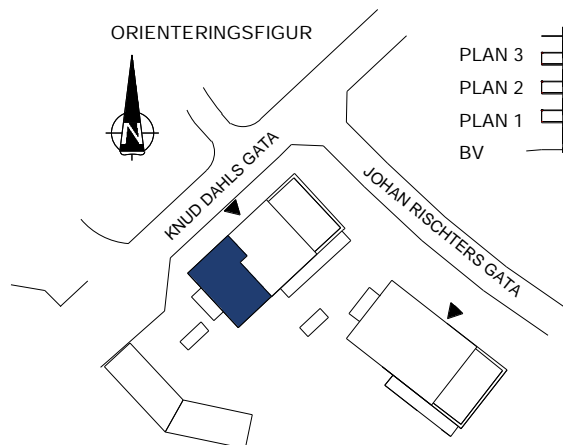 ORIENTERINGSFIGUR
N
PLAN 3
PLAN 2
PLAN 1
BV
KNUD DAHLS GATA
JOHAN RISCHTERS GATA